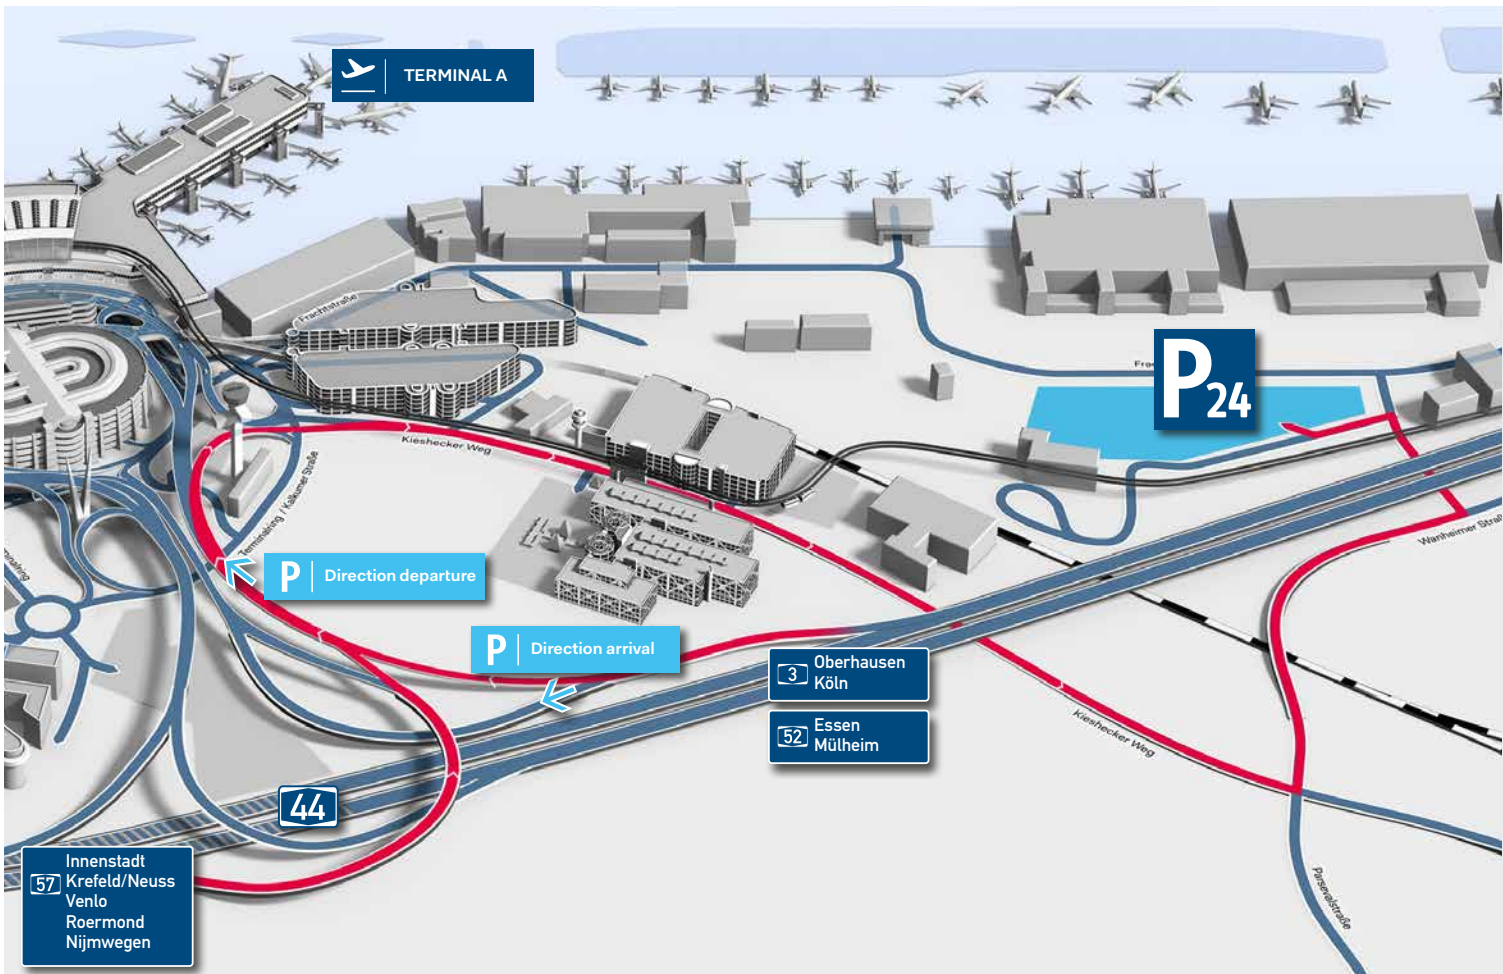 TERMINAL A
Frachtstraße
P24
Kieshecker Weg
Terminalring / Kalkumer Straße
Wanheimer Straß
P Direction departure
P Direction arrival
3 Oberhausen
Köln
52 Essen
Mülheim
Kieshecker Weg
44
57 Innenstadt
Krefeld/Neuss
Venlo
Roermond
Nijmwegen
Parsevalstraße